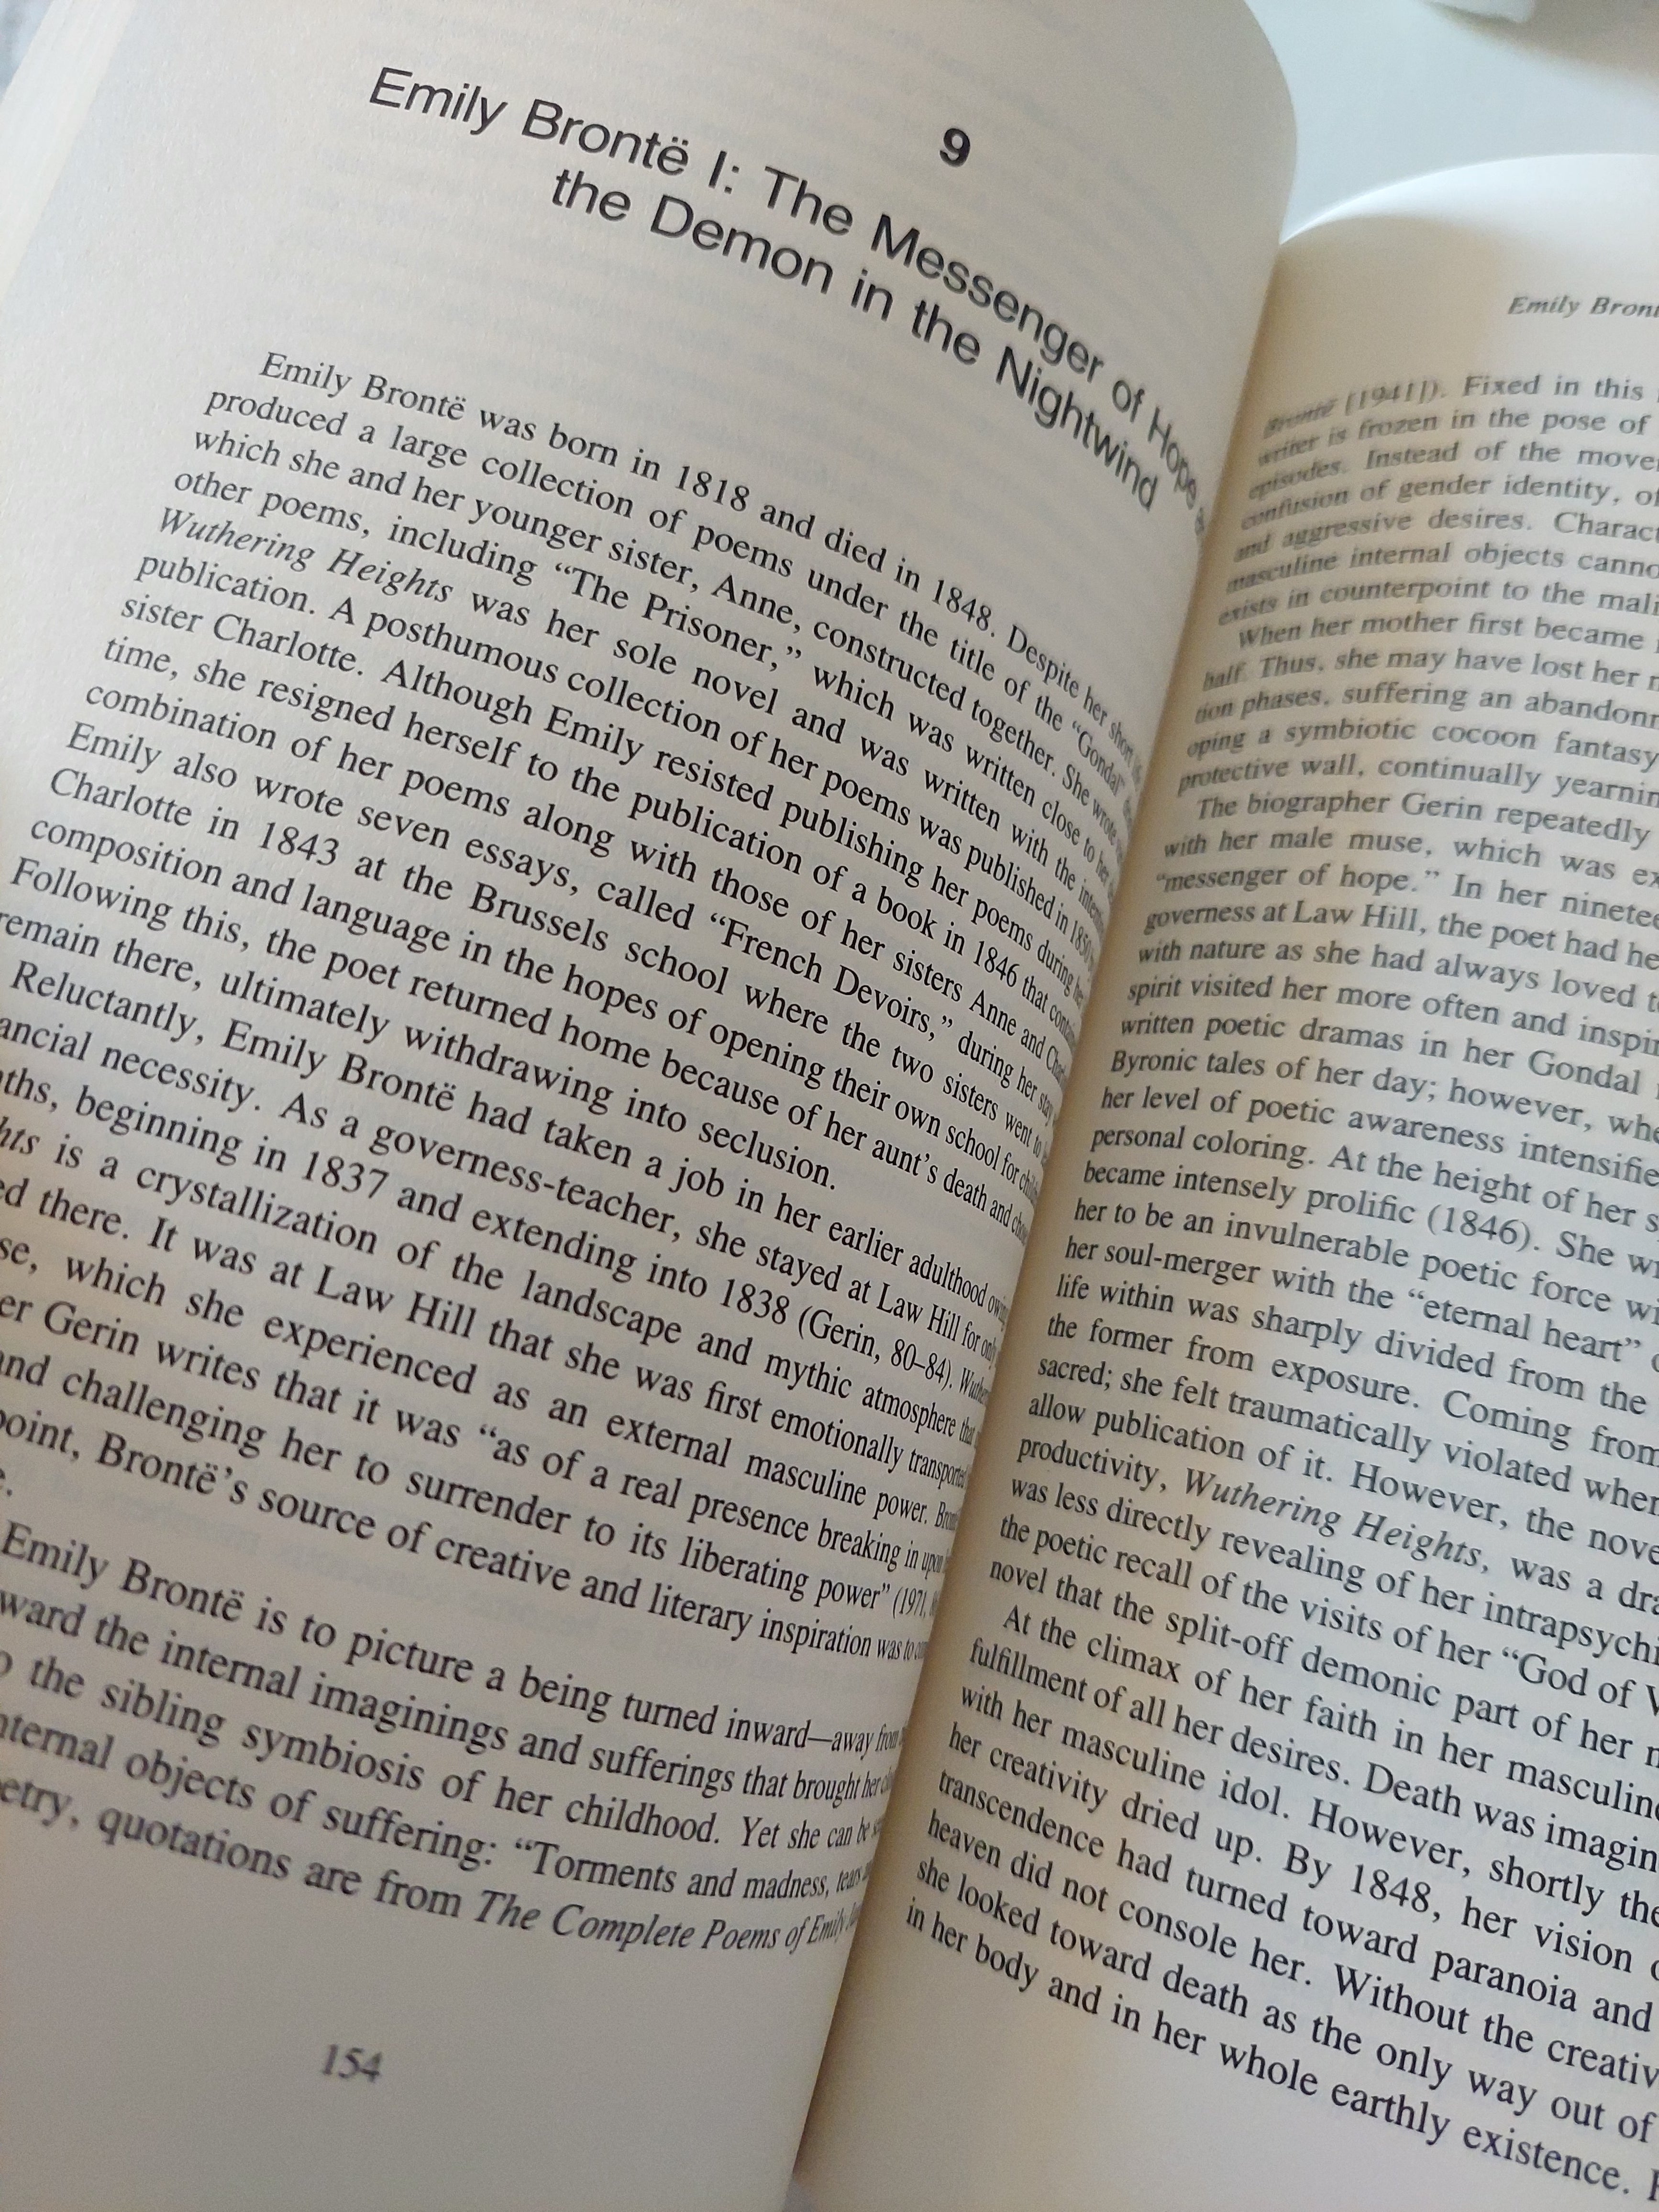 9
Emily Brontë I: The Messenger of Hope
the Demon in the Nightwind
Emily Brontë was born in 1818 and died in 1848. Despite her short
produced a large collection of poems under the title of the “Gondal”
which she and her younger sister, Anne, constructed together. She wrote
other poems, including “The Prisoner,” which was written close to her
Wuthering Heights was her sole novel and was written with the
publication. A posthumous collection of her poems was published in 1850
sister Charlotte. Although Emily resisted publishing her poems during her
time, she resigned herself to the publication of a book in 1846 that
combination of her poems along with those of her sisters Anne and
Emily also wrote seven essays, called “French Devoirs,” during her stay
Charlotte in 1843 at the Brussels school where the two sisters went to
composition and language in the hopes of opening their own school for
Following this, the poet returned home because of her aunt’s death and
remain there, ultimately withdrawing into seclusion.
Reluctantly, Emily Brontë had taken a job in her earlier adulthood
ancial necessity. As a governess-teacher, she stayed at Law Hill for only
ths, beginning in 1837 and extending into 1838 (Gerin, 80–84).
hts is a crystallization of the landscape and mythic atmosphere that
ed there. It was at Law Hill that she was first emotionally transported
se, which she experienced as an external masculine power.
er Gerin writes that it was “as of a real presence breaking in upon
and challenging her to surrender to its liberating power” (1971,
point, Brontë’s source of creative and literary inspiration was to
e.
Emily Brontë is to picture a being turned inward—away from
ward the internal imaginings and sufferings that brought her
o the sibling symbiosis of her childhood. Yet she can be
nternal objects of suffering: “Torments and madness, tears
etry, quotations are from The Complete Poems of Emily
154
Emily Bron
Brontë [1941]). Fixed in this
writer is frozen in the pose of
episodes. Instead of the move
confusion of gender identity, of
and aggressive desires. Charact
masculine internal objects canno
exists in counterpoint to the mali
When her mother first became
half. Thus, she may have lost her
tion phases, suffering an abandon
oping a symbiotic cocoon fantasy
protective wall, continually yearnin
The biographer Gerin repeatedly
with her male muse, which was ex
“messenger of hope.” In her ninetee
governess at Law Hill, the poet had he
with nature as she had always loved t
spirit visited her more often and inspir
written poetic dramas in her Gondal
Byronic tales of her day; however, whe
her level of poetic awareness intensifie
personal coloring. At the height of her s
became intensely prolific (1846). She wr
her to be an invulnerable poetic force wi
her soul-merger with the “eternal heart”
life within was sharply divided from the
the former from exposure. Coming from
sacred; she felt traumatically violated when
allow publication of it. However, the nove
productivity, Wuthering Heights, was a dra
was less directly revealing of her intrapsychi
the poetic recall of the visits of her “God of V
novel that the split-off demonic part of her
At the climax of her faith in her masculine
fulfillment of all her desires. Death was imagin
with her masculine idol. However, shortly the
her creativity dried up. By 1848, her vision
transcendence had turned toward paranoia and
heaven did not console her. Without the creativ
she looked toward death as the only way out of
in her body and in her whole earthly existence.